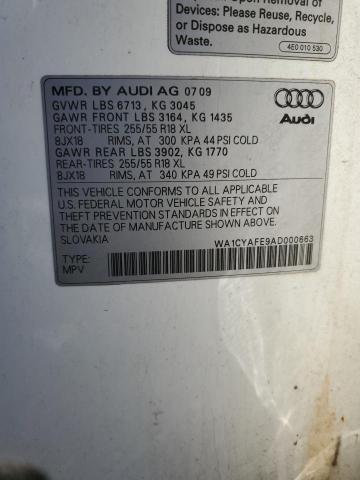 Devices: Please Reuse, Recycle,
or Dispose as Hazardous
Waste.
4E0 010 530
MFD. BY AUDI AG 07 09
GVWR LBS 6713, KG 3045
GAWR FRONT LBS 3164, KG 1435
FRONT-TIRES 255/55 R18 XL
8JX18 RIMS, AT 300 KPA 44 PSI COLD
GAWR REAR LBS 3902, KG 1770
REAR-TIRES 255/55 R18 XL
8JX18 RIMS, AT 340 KPA 49 PSI COLD
Audi
THIS VEHICLE CONFORMS TO ALL APPLICABLE
U.S. FEDERAL MOTOR VEHICLE SAFETY AND
THEFT PREVENTION STANDARDS IN EFFECT ON
THE DATE OF MANUFACTURE SHOWN ABOVE.
SLOVAKIA WA1CYAFE9AD000663
TYPE:
MPV